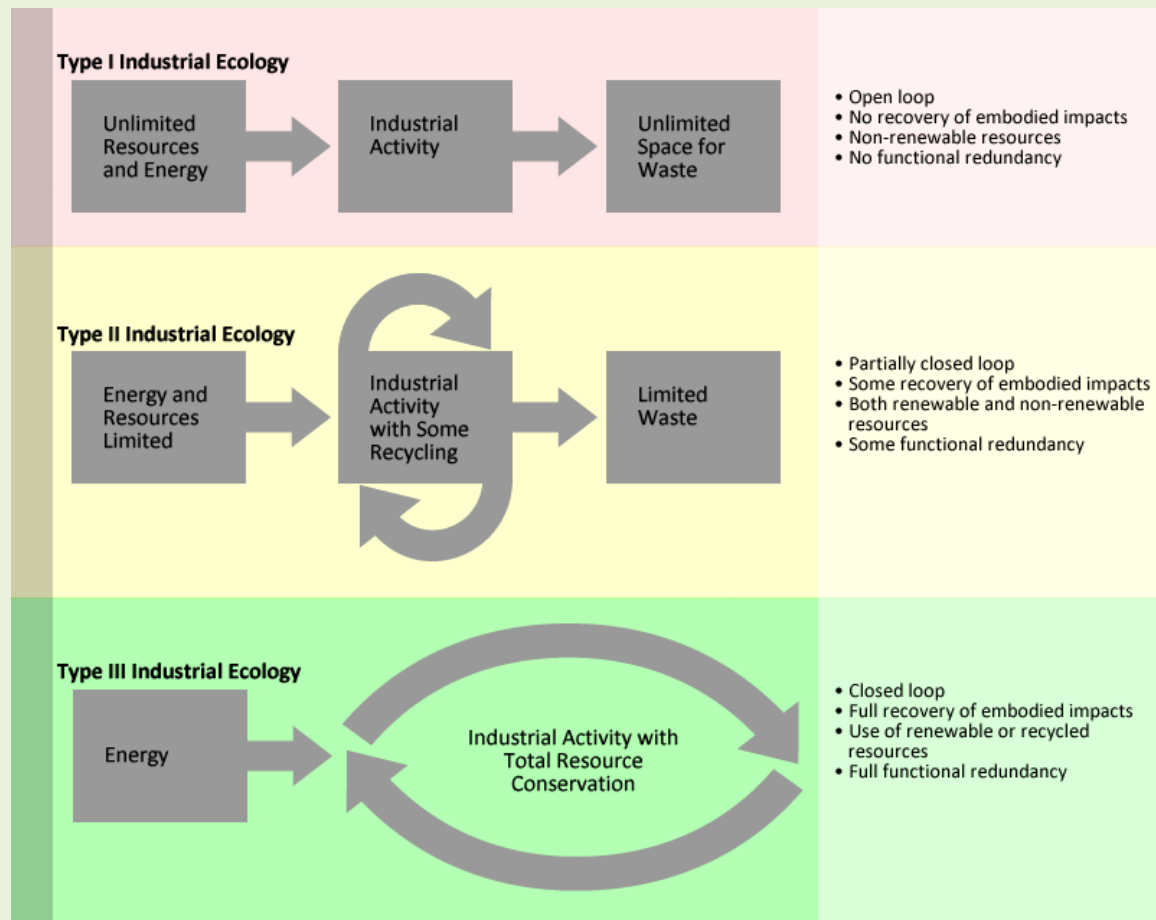 Type I Industrial Ecology
Unlimited
Resources
and Energy
Industrial
Activity
Unlimited
Space for
Waste
• Open loop
• No recovery of embodied impacts
• Non-renewable resources
• No functional redundancy
Type II Industrial Ecology
Energy and
Resources
Limited
Industrial
Activity
with Some
Recycling
Limited
Waste
• Partially closed loop
• Some recovery of embodied impacts
• Both renewable and non-renewable
resources
• Some functional redundancy
Type III Industrial Ecology
Energy
Industrial Activity with
Total Resource
Conservation
• Closed loop
• Full recovery of embodied impacts
• Use of renewable or recycled
resources
• Full functional redundancy